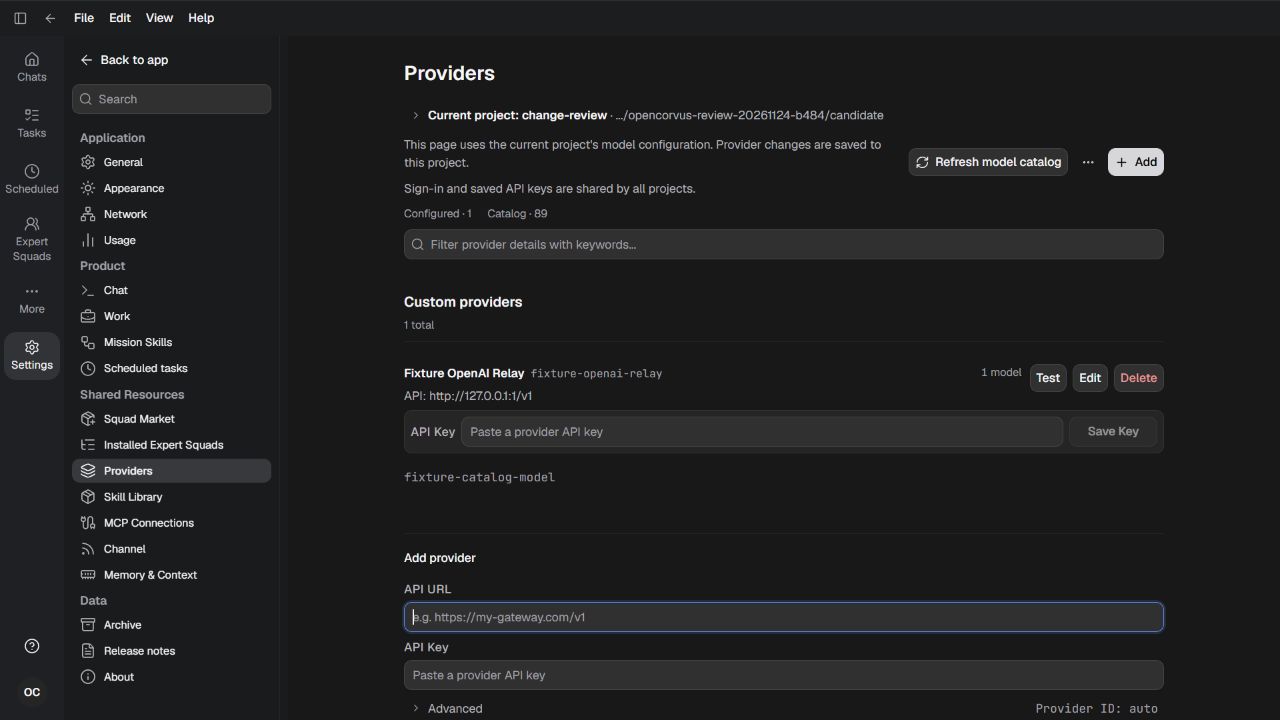 File Edit View Help
Chats
Tasks
Scheduled
Expert
Squads
More
Settings
OC
Back to app
Search
Application
General
Appearance
Network
Usage
Product
Chat
Work
Mission Skills
Scheduled tasks
Shared Resources
Squad Market
Installed Expert Squads
Providers
Skill Library
MCP Connections
Channel
Memory & Context
Data
Archive
Release notes
About
Providers
Current project: change-review · .../opencorvus-review-20261124-b484/candidate
This page uses the current project's model configuration. Provider changes are saved to
this project.
Sign-in and saved API keys are shared by all projects.
Refresh model catalog ... + Add
Configured · 1 Catalog · 89
Filter provider details with keywords...
Custom providers
1 total
Fixture OpenAI Relay fixture-openai-relay 1 model Test Edit Delete
API: http://127.0.0.1:1/v1
API Key Paste a provider API key Save Key
fixture-catalog-model
Add provider
API URL
e.g. https://my-gateway.com/v1
API Key
Paste a provider API key
Advanced Provider ID: auto